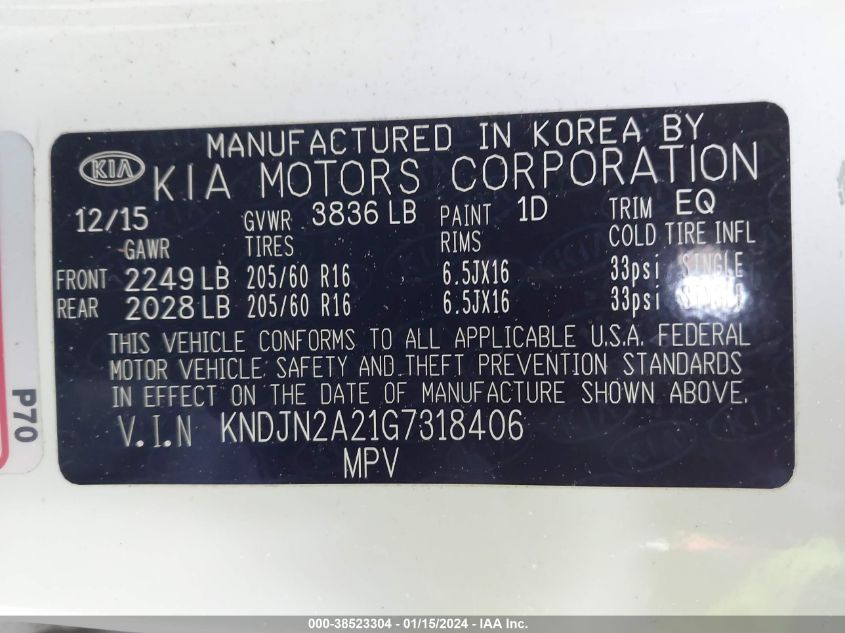 MANUFACTURED IN KOREA BY
KIA KIA MOTORS CORPORATION
12/15 GVWR 3836 LB PAINT 1D TRIM EQ
GAWR TIRES RIMS COLD TIRE INFL
FRONT 2249 LB 205/60 R16 6.5JX16 33psi SINGLE
REAR 2028 LB 205/60 R16 6.5JX16 33psi SINGLE
THIS VEHICLE CONFORMS TO ALL APPLICABLE U.S.A. FEDERAL
MOTOR VEHICLE SAFETY AND THEFT PREVENTION STANDARDS
IN EFFECT ON THE DATE OF MANUFACTURE SHOWN ABOVE.
V.I.N KNDJN2A21G7318406
MPV
P70
000-38523304 - 01/15/2024 - IAA Inc.